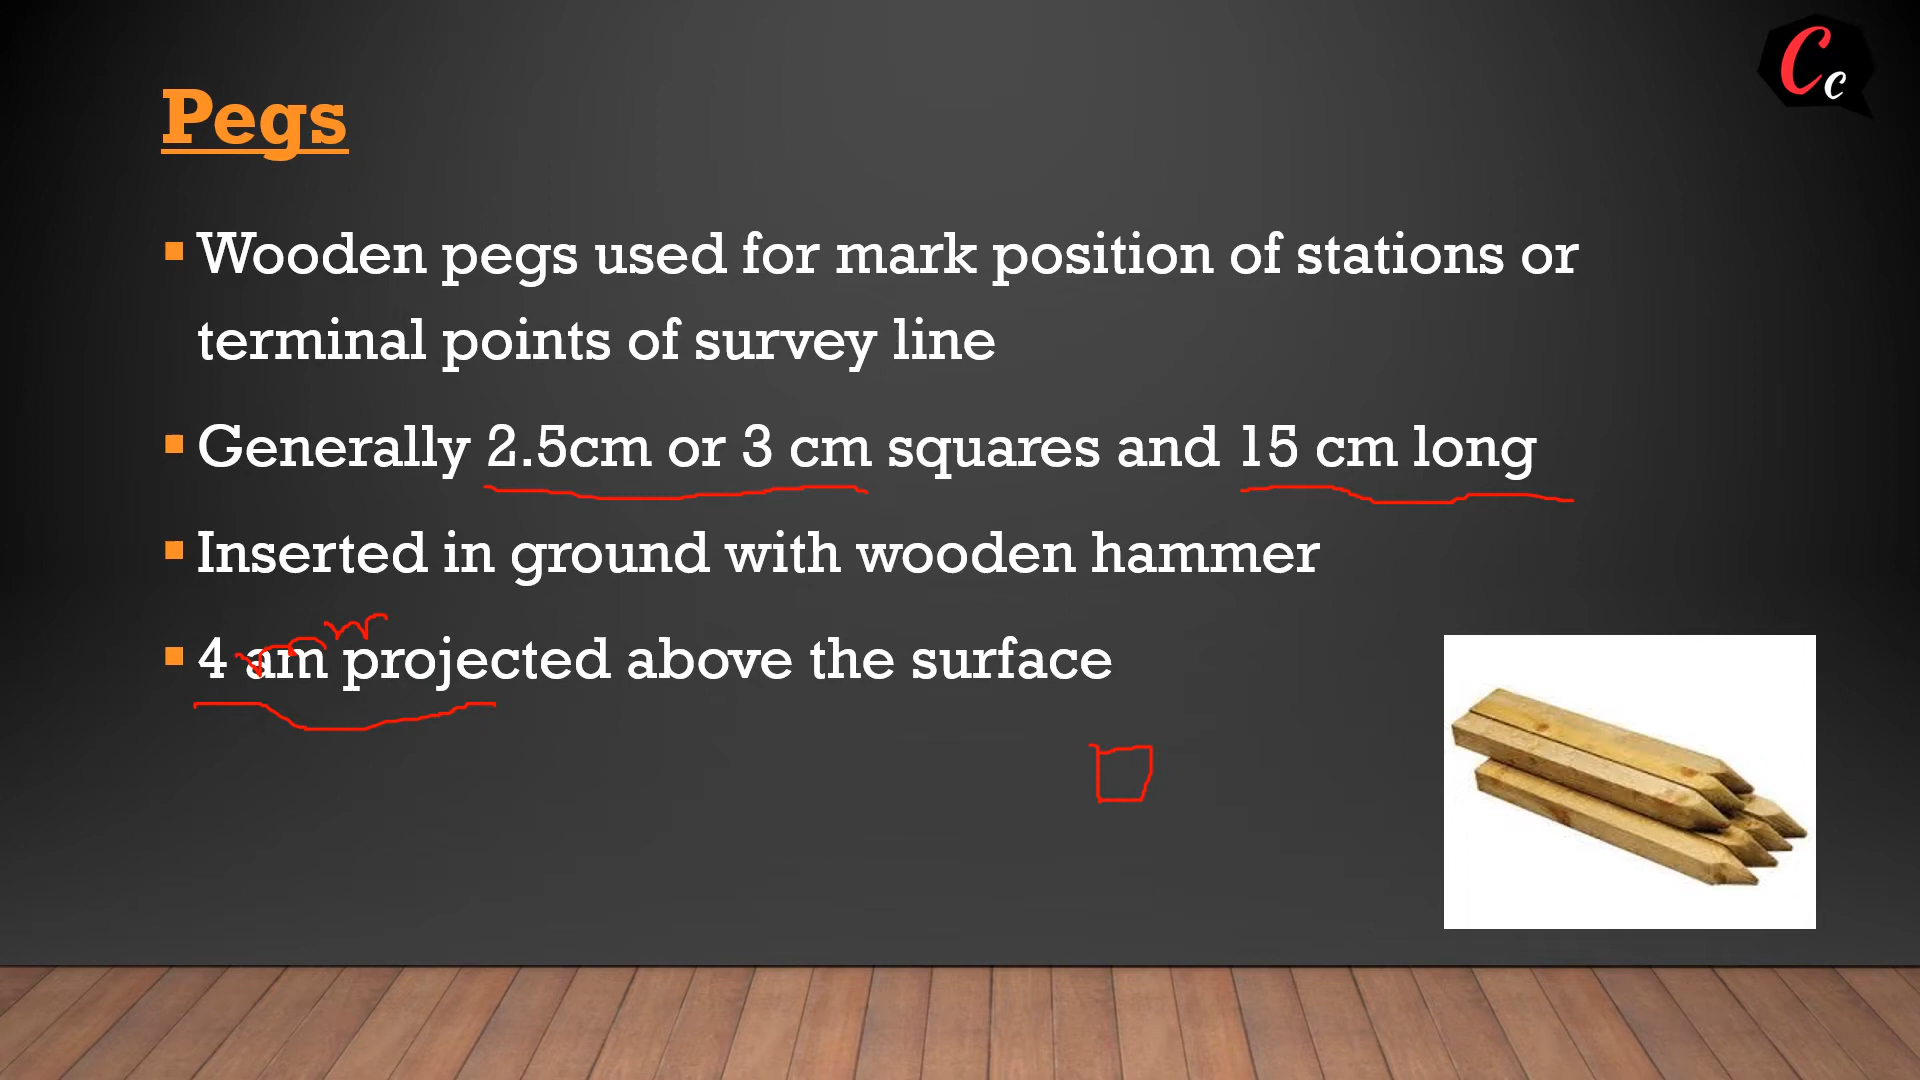 Cc
Pegs
Wooden pegs used for mark position of stations or
terminal points of survey line
Generally 2.5cm or 3 cm squares and 15 cm long
Inserted in ground with wooden hammer
4 am projected above the surface